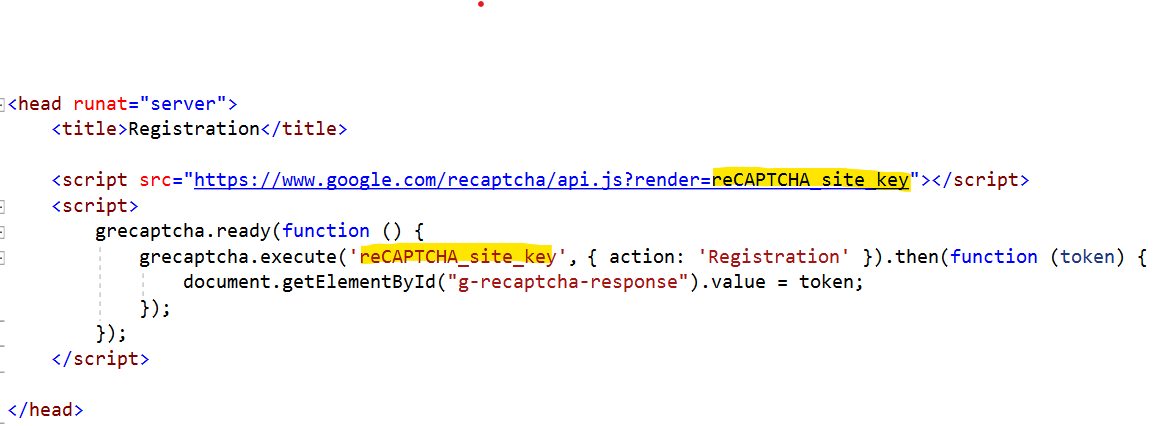 <head runat="server">
<title>Registration</title>
<script src="https://www.google.com/recaptcha/api.js?render=reCAPTCHA_site_key"></script>
<script>
grecaptcha.ready(function () {
grecaptcha.execute('reCAPTCHA_site_key', { action: 'Registration' }).then(function (token) {
document.getElementById("g-recaptcha-response").value = token;
});
});
</script>
</head>